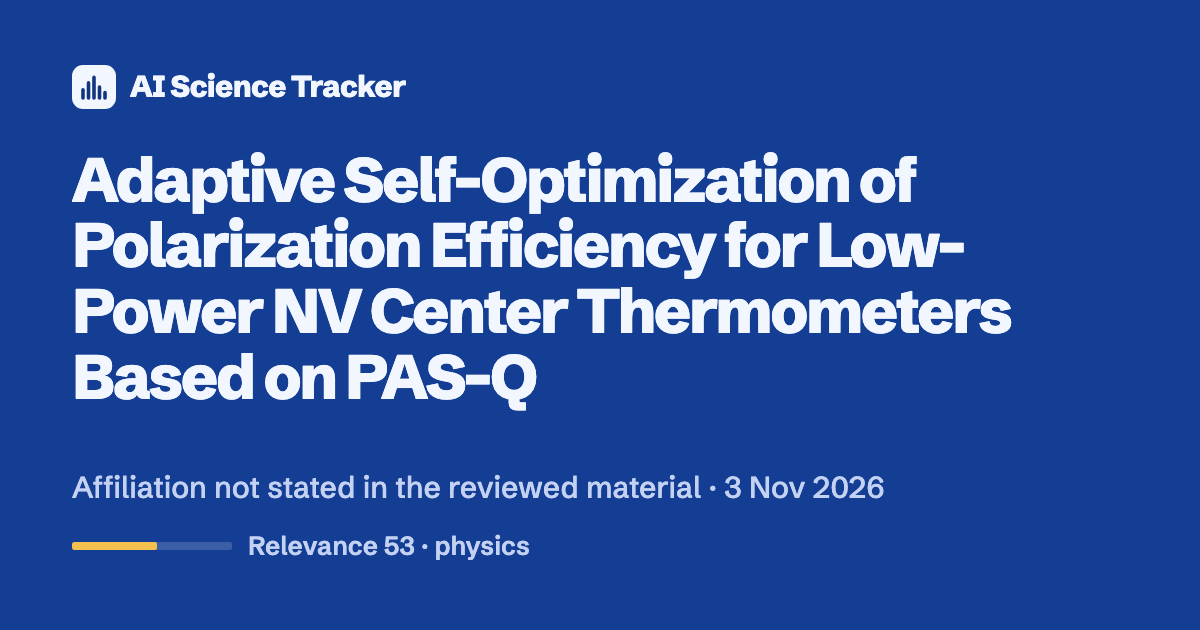 AI Science Tracker
Adaptive Self-Optimization of
Polarization Efficiency for Low-
Power NV Center Thermometers
Based on PAS-Q
Affiliation not stated in the reviewed material · 3 Nov 2026
Relevance 53 · physics